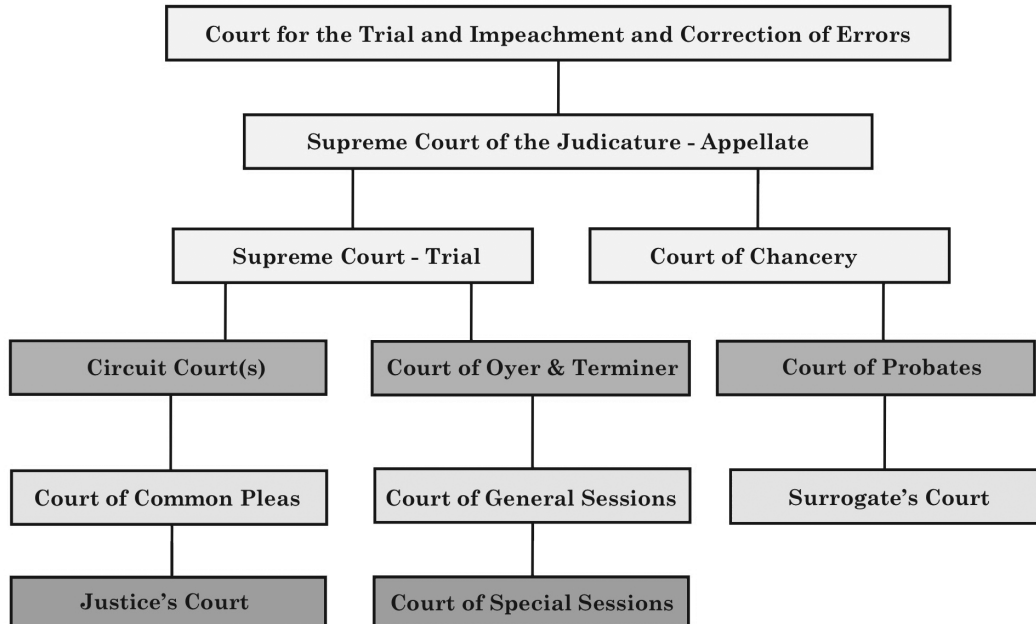 Court for the Trial and Impeachment and Correction of Errors
Supreme Court of the Judicature - Appellate
Supreme Court - Trial
Court of Chancery
Circuit Court(s)
Court of Oyer & Terminer
Court of Probates
Court of Common Pleas
Court of General Sessions
Surrogate's Court
Justice's Court
Court of Special Sessions